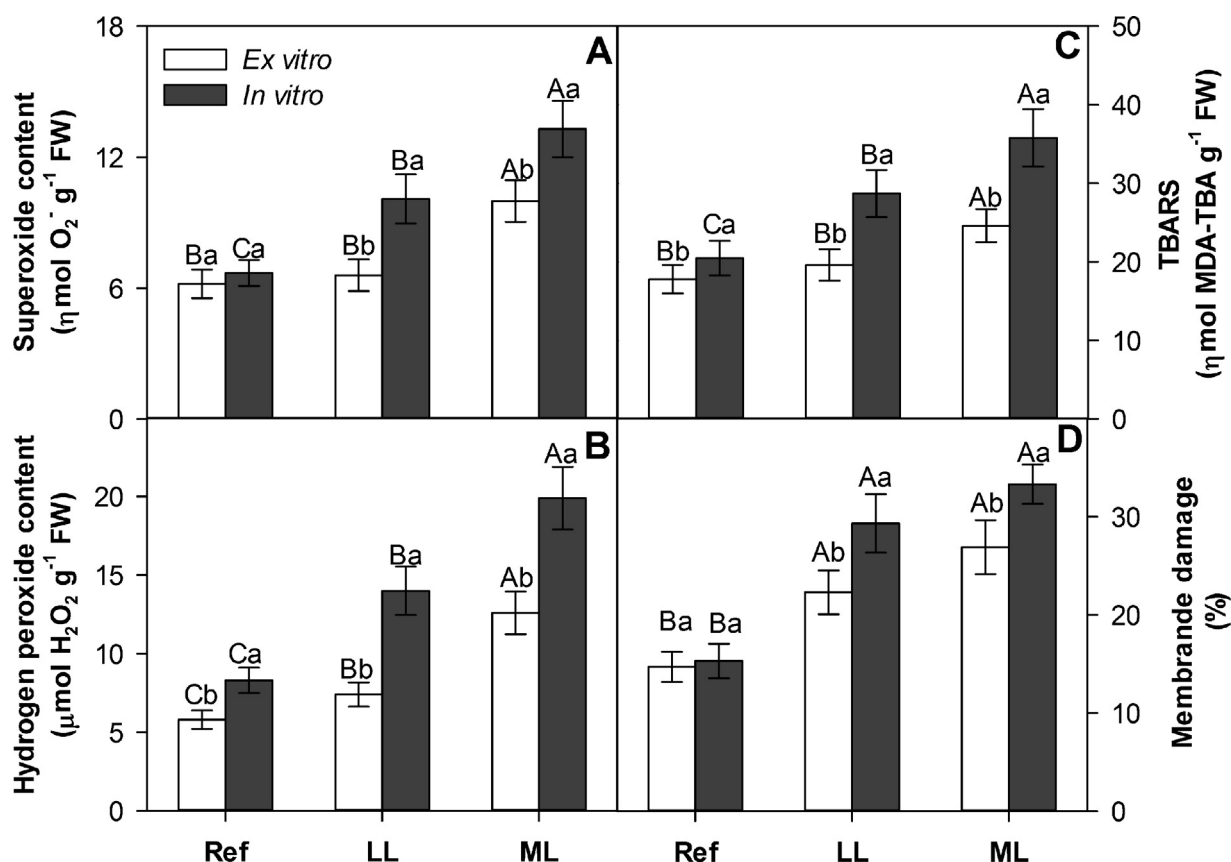 Superoxide content
(ηmol O₂⁻ g⁻¹ FW)
18
12
6
0
Ex vitro
In vitro
A
Ba
Ca
Bb
Ba
Ab
Aa
C
Bb
Ca
Bb
Ba
Ab
Aa
50
40
30
20
10
0
TBARS
(ηmol MDA-TBA g⁻¹ FW)
Hydrogen peroxide content
(μmol H₂O₂ g⁻¹ FW)
20
15
10
5
0
B
Cb
Ca
Bb
Ba
Ab
Aa
D
Ba
Ba
Ab
Aa
Ab
Aa
30
20
10
0
Membrande damage
(%)
Ref LL ML Ref LL ML